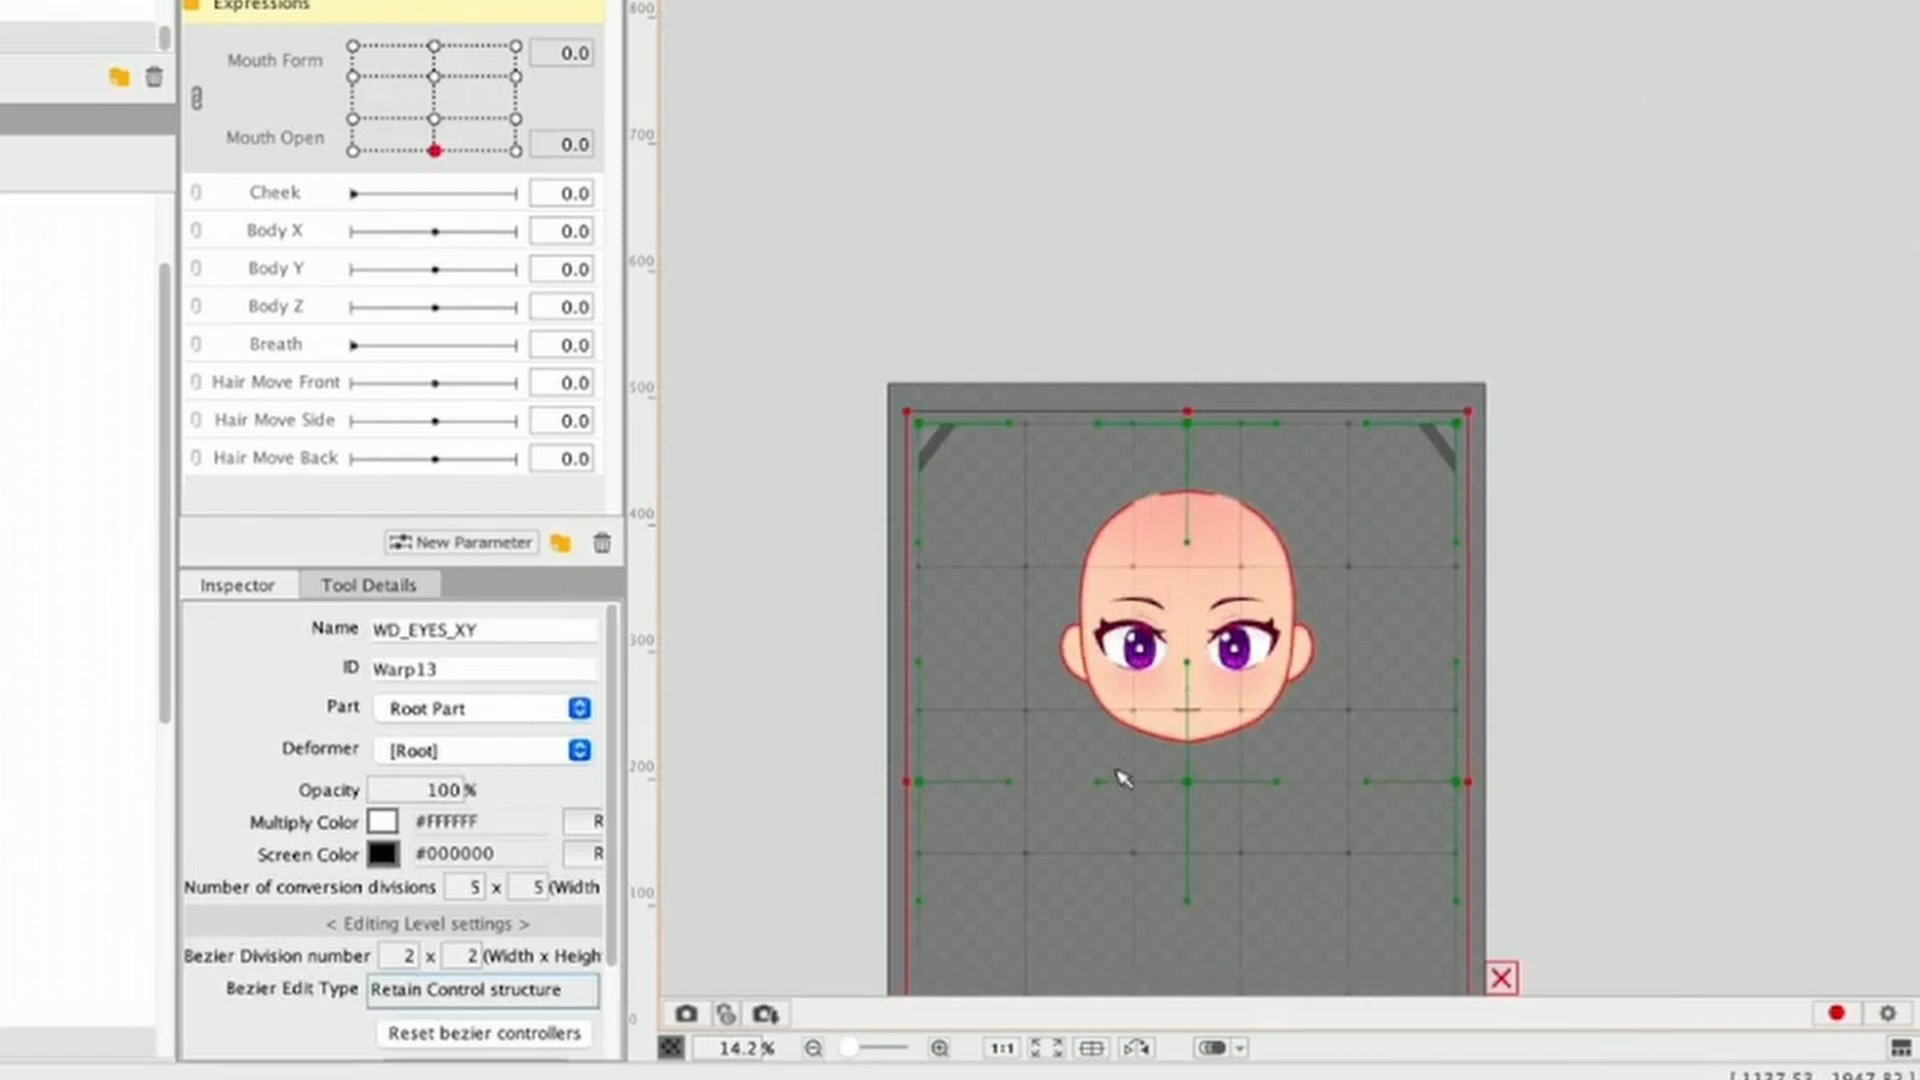 Expressions
Mouth Form 0.0
Mouth Open 0.0
Cheek 0.0
Body X 0.0
Body Y 0.0
Body Z 0.0
Breath 0.0
Hair Move Front 0.0
Hair Move Side 0.0
Hair Move Back 0.0
New Parameter
Inspector Tool Details
Name WD_EYES_XY
ID Warp13
Part Root Part
Deformer [Root]
Opacity 100 %
Multiply Color #FFFFFF R
Screen Color #000000 R
Number of conversion divisions 5 x 5 (Width
< Editing Level settings >
Bezier Division number 2 x 2 (Width x Heigh
Bezier Edit Type Retain Control structure
Reset bezier controllers
800
700
600
500
400
300
200
100
0
14.2 %
1:1